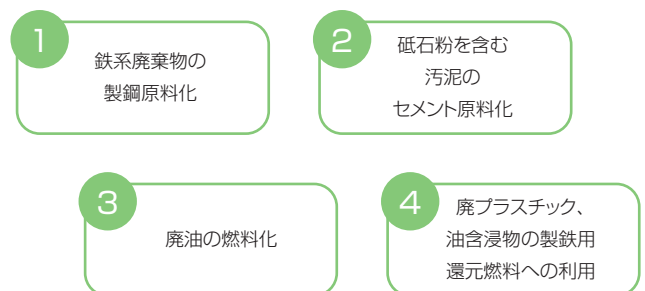 1
鉄系廃棄物の
製鋼原料化
2
砥石粉を含む
汚泥の
セメント原料化
3
廃油の燃料化
4
廃プラスチック、
油含浸物の製鉄用
還元燃料への利用